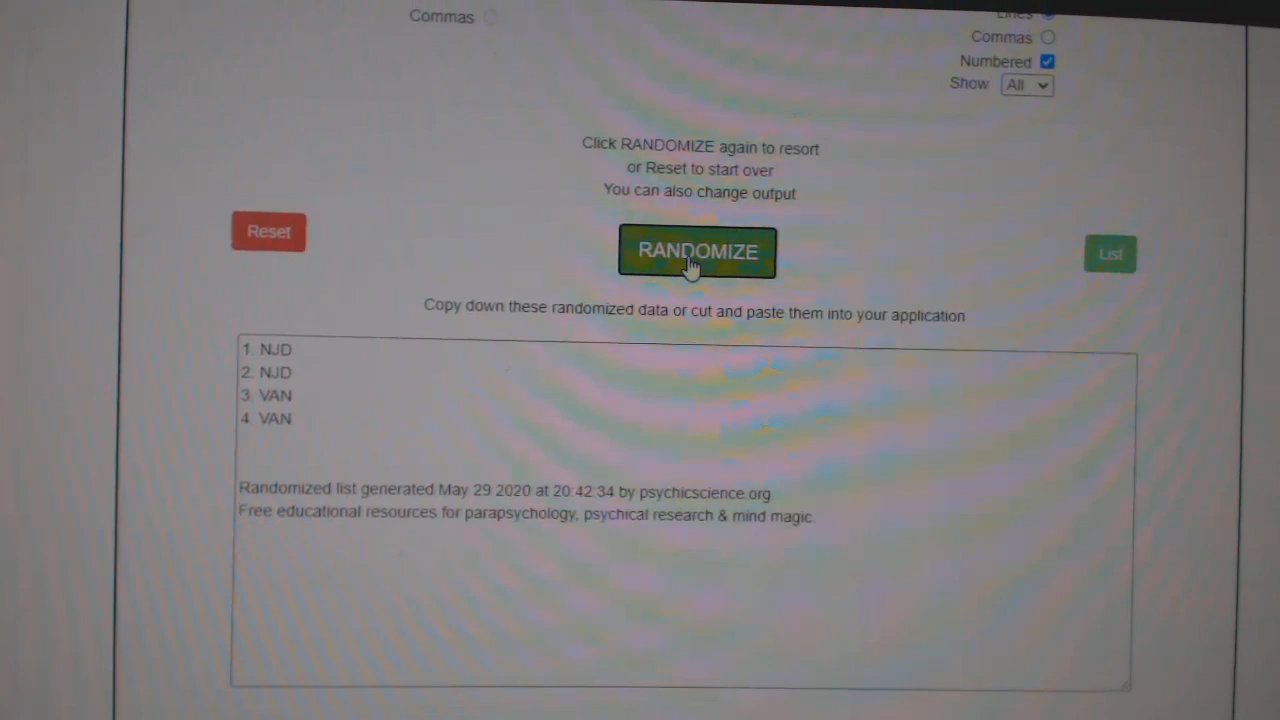 Commas
Lines
Commas
Numbered
Show All
Click RANDOMIZE again to resort
or Reset to start over
You can also change output
Reset
RANDOMIZE
List
Copy down these randomized data or cut and paste them into your application
1. NJD
2. NJD
3. VAN
4. VAN
Randomized list generated May 29 2020 at 20:42:34 by psychicscience.org
Free educational resources for parapsychology, psychical research & mind magic.